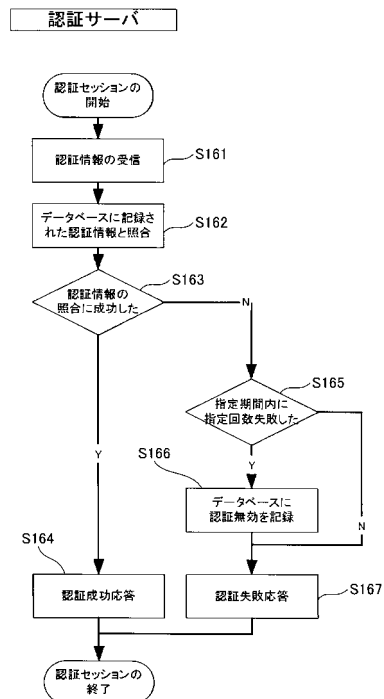 認証サーバ
認証セッションの
開始
認証情報の受信
S161
データベースに記録さ
れた認証情報と照合
S162
認証情報の
照合に成功した
S163
N
指定期間内に
指定回数失敗した
S165
Y
Y
N
S166
データベースに
認証無効を記録
S164
認証成功応答
認証失敗応答
S167
認証セッションの
終了